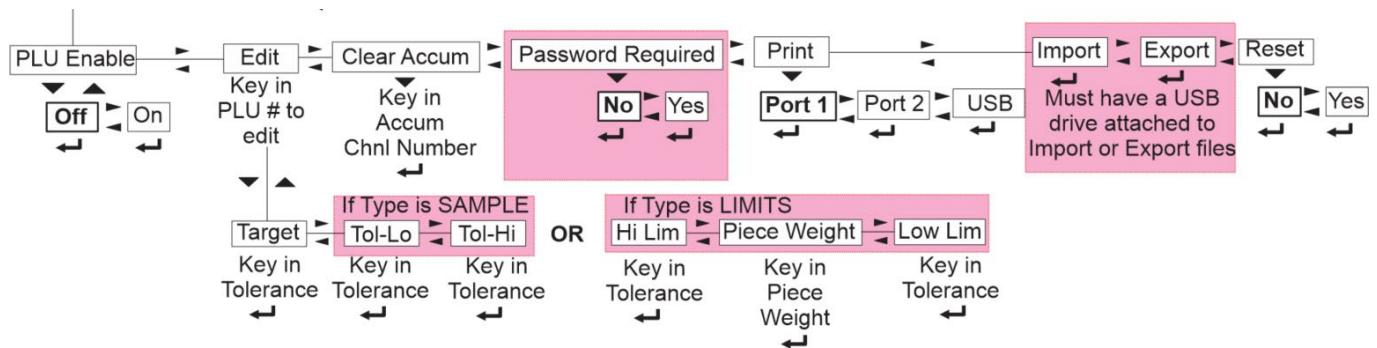 PLU Enable
Edit
Clear Accum
Password Required
Print
Import
Export
Reset
Off
On
Key in
PLU # to
edit
Key in
Accum
Chnl Number
No
Yes
Port 1
Port 2
USB
Must have a USB
drive attached to
Import or Export files
No
Yes
If Type is SAMPLE
If Type is LIMITS
Target
Tol-Lo
Tol-Hi
OR
Hi Lim
Piece Weight
Low Lim
Key in
Tolerance
Key in
Tolerance
Key in
Tolerance
Key in
Tolerance
Key in
Piece
Weight
Key in
Tolerance